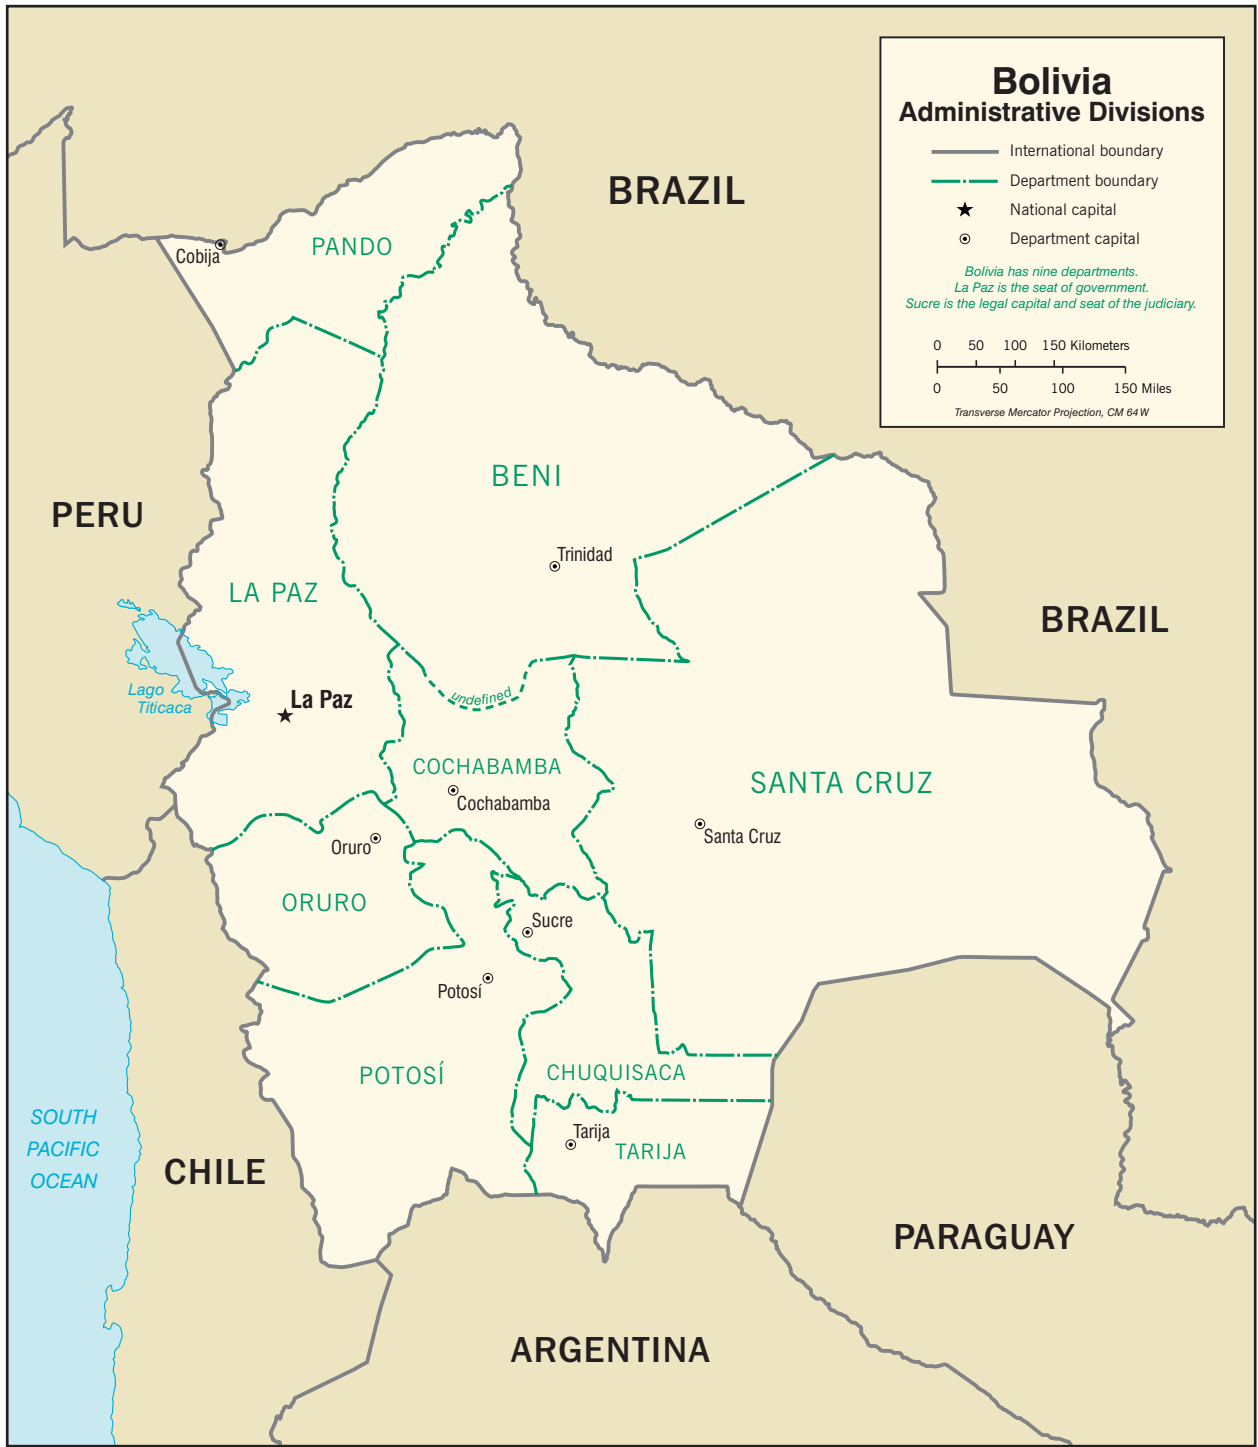 Bolivia
Administrative Divisions
International boundary
Department boundary
National capital
Department capital
Bolivia has nine departments.
La Paz is the seat of government.
Sucre is the legal capital and seat of the judiciary.
0 50 100 150 Kilometers
0 50 100 150 Miles
Transverse Mercator Projection, CM 64W
BRAZIL
PANDO
Cobija
BENI
PERU
Trinidad
LA PAZ
BRAZIL
Lago
Titicaca
La Paz
undefined
COCHABAMBA
Cochabamba
SANTA CRUZ
Santa Cruz
Oruro
ORURO
Sucre
Potosí
POTOSÍ
CHUQUISACA
Tarija
TARIJA
SOUTH
PACIFIC
OCEAN
CHILE
PARAGUAY
ARGENTINA